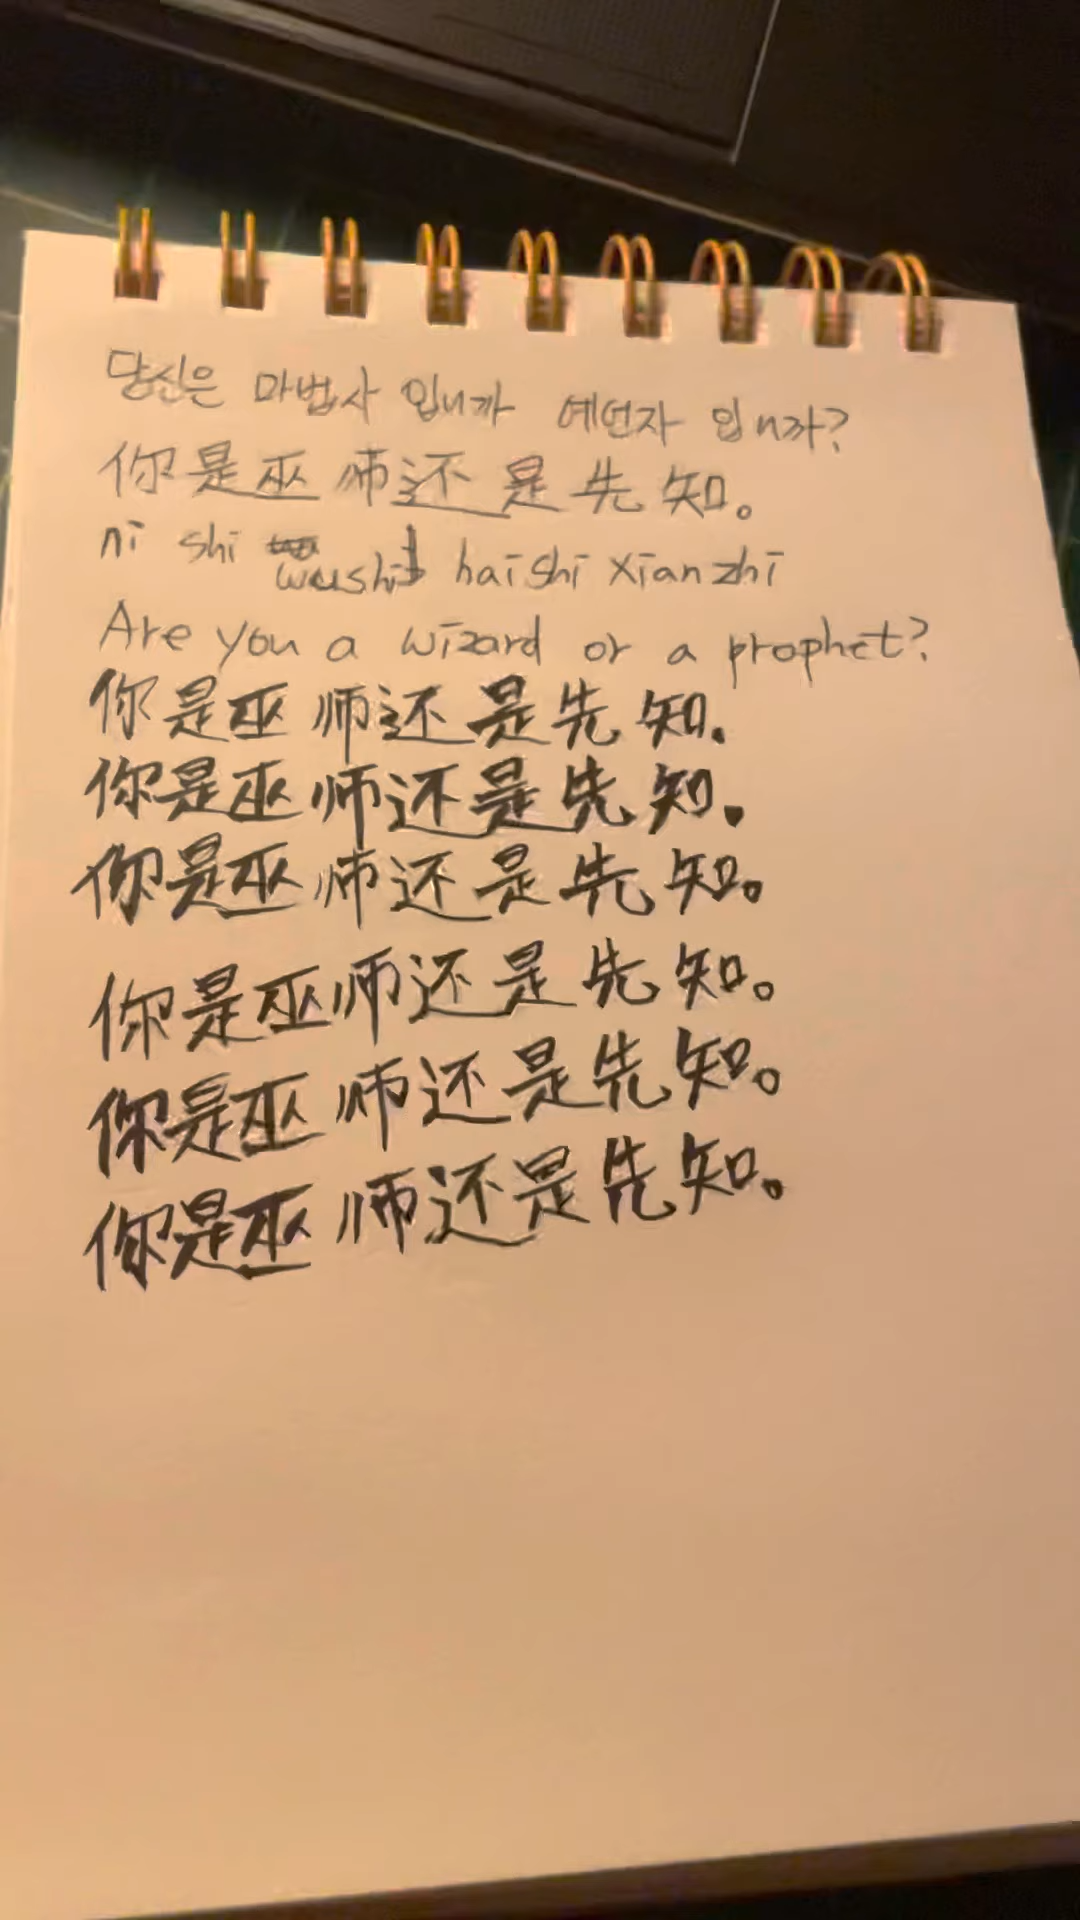 당신은 마법사 입니까 예언자 입니까?
你是巫师还是先知。
ni shi wushi haishi xianzhi
Are you a wizard or a prophet?
你是巫师还是先知.
你是巫师还是先知.
你是巫师还是先知。
你是巫师还是先知。
你是巫师还是先知。
你是巫师还是先知。